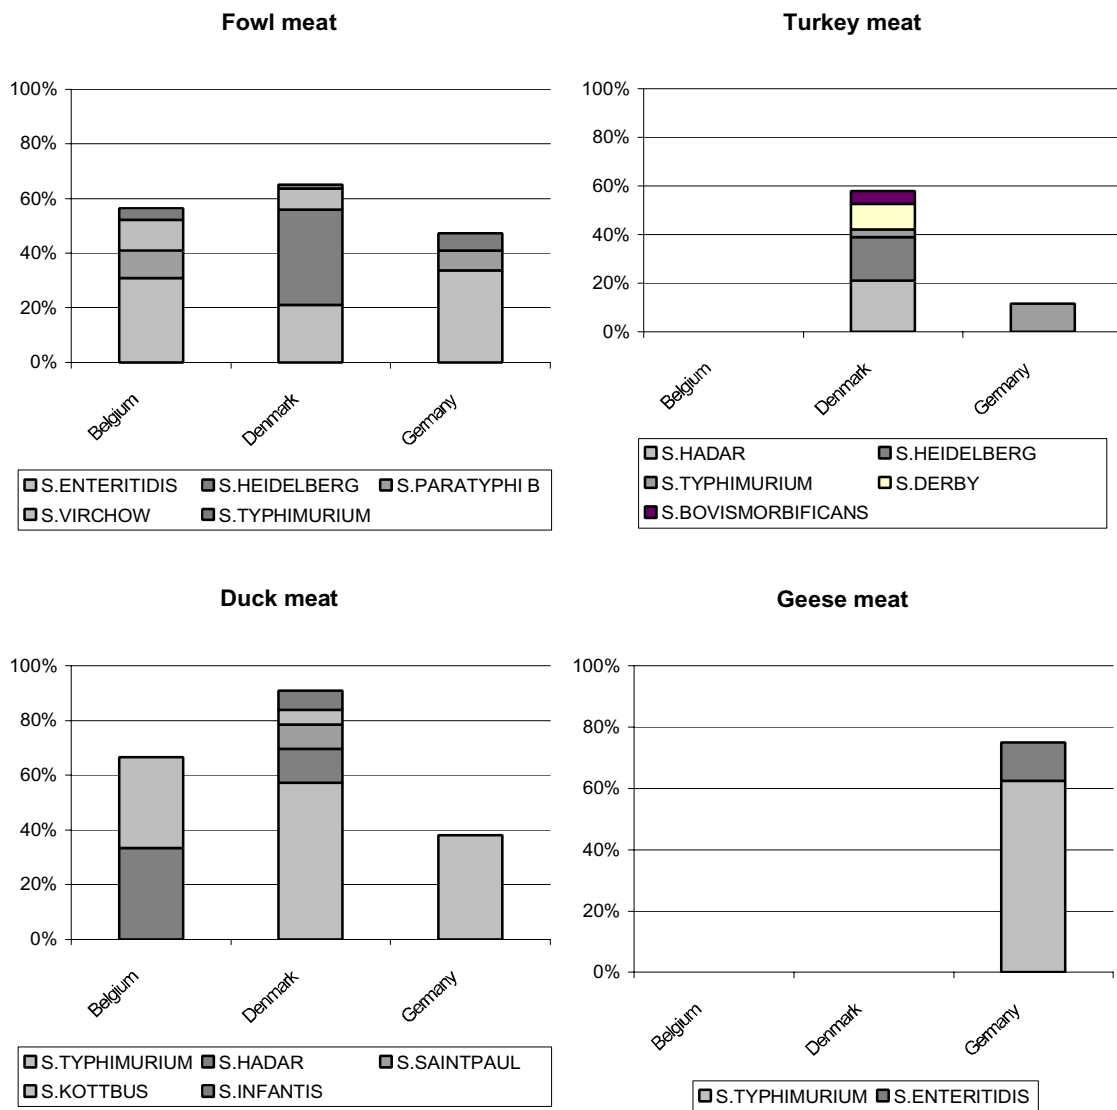 Fowl meat
100%
80%
60%
40%
20%
0%
Belgium
Denmark
Germany
S.ENTERITIDIS S.HEIDELBERG S.PARATYPHI B
S.VIRCHOW S.TYPHIMURIUM
Turkey meat
100%
80%
60%
40%
20%
0%
Belgium
Denmark
Germany
S.HADAR S.HEIDELBERG
S.TYPHIMURIUM S.DERBY
S.BOVISMORBIFICANS
Duck meat
100%
80%
60%
40%
20%
0%
Belgium
Denmark
Germany
S.TYPHIMURIUM S.HADAR S.SAINTPAUL
S.KOTTBUS S.INFANTIS
Geese meat
100%
80%
60%
40%
20%
0%
Belgium
Denmark
Germany
S.TYPHIMURIUM S.ENTERITIDIS